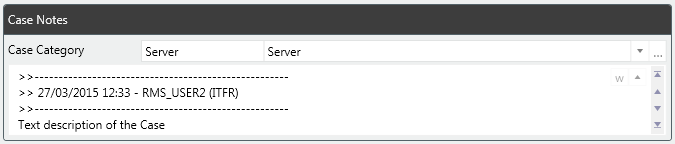 Case Notes
Case Category Server Server ...
w
>>--------------------------------------------------
>> 27/03/2015 12:33 - RMS_USER2 (ITFR)
>>--------------------------------------------------
Text description of the Case